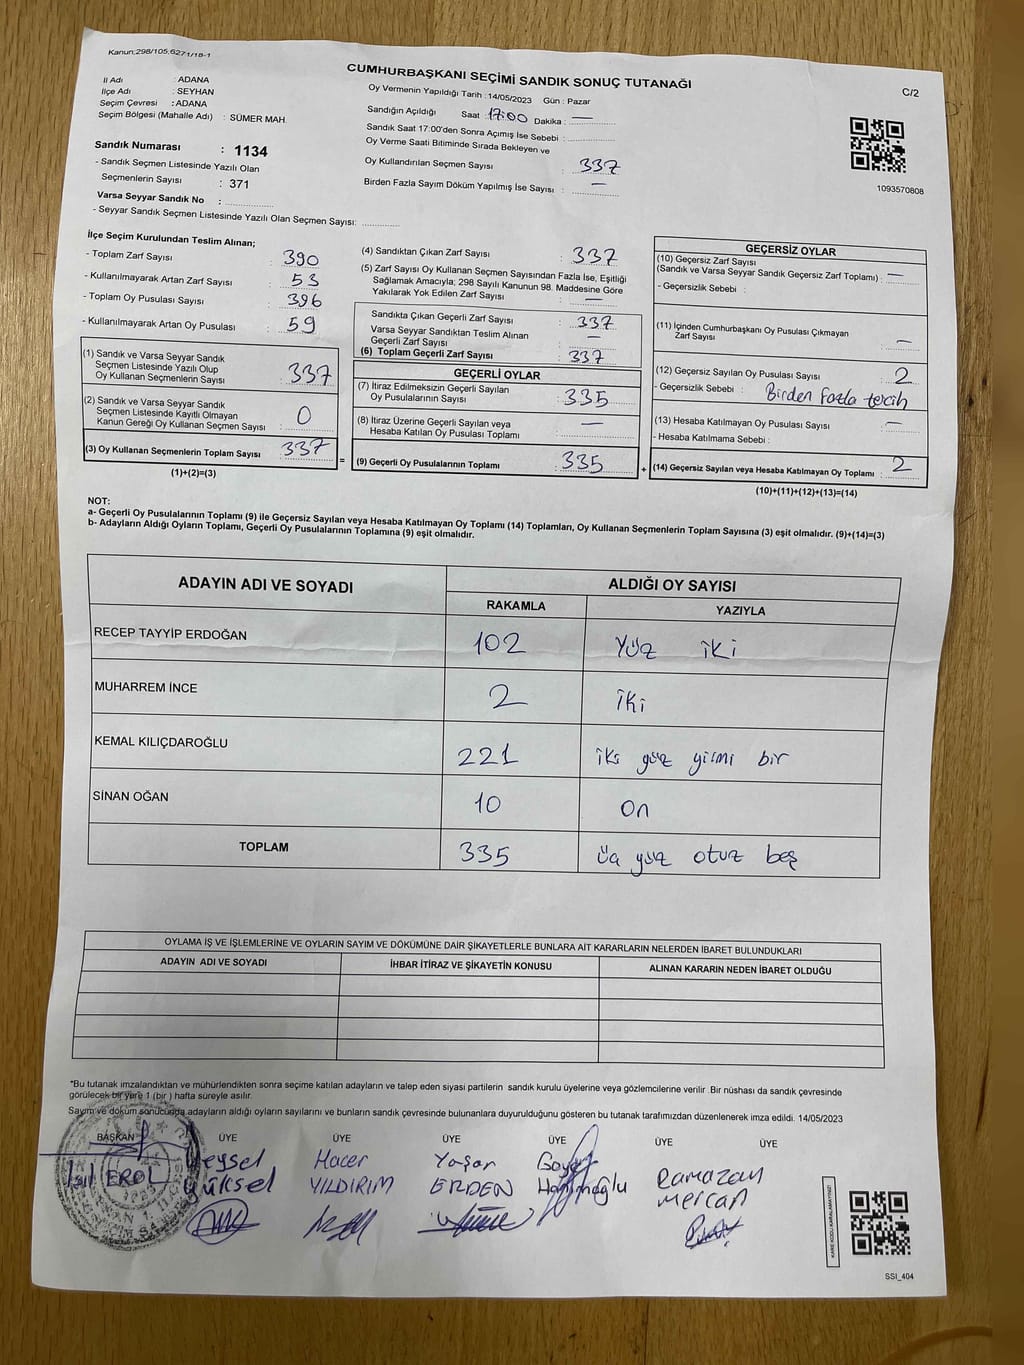 Kanun:298/105,6271/18-1
CUMHURBAŞKANI SEÇİMİ SANDIK SONUÇ TUTANAĞI
C/2
İl Adı : ADANA
İlçe Adı : SEYHAN
Seçim Çevresi : ADANA
Seçim Bölgesi (Mahalle Adı) : SÜMER MAH.
Sandık Numarası : 1134
- Sandık Seçmen Listesinde Yazılı Olan
Seçmenlerin Sayısı : 371
Varsa Seyyar Sandık No :
- Seyyar Sandık Seçmen Listesinde Yazılı Olan Seçmen Sayısı:
Oy Vermenin Yapıldığı Tarih : 14/05/2023 Gün : Pazar
Sandığın Açıldığı Saat : 17:00 Dakika : —
Sandık Saat 17:00'den Sonra Açımış İse Sebebi :
Oy Verme Saati Bitiminde Sırada Bekleyen ve
Oy Kullandırılan Seçmen Sayısı : 337
Birden Fazla Sayım Döküm Yapılmış İse Sayısı : —
1093570808
İlçe Seçim Kurulundan Teslim Alınan;
- Toplam Zarf Sayısı : 390
- Kullanılmayarak Artan Zarf Sayısı : 53
- Toplam Oy Pusulası Sayısı : 396
- Kullanılmayarak Artan Oy Pusulası : 59
(1) Sandık ve Varsa Seyyar Sandık
Seçmen Listesinde Yazılı Olup
Oy Kullanan Seçmenlerin Sayısı : 337
(2) Sandık ve Varsa Seyyar Sandık
Seçmen Listesinde Kayıtlı Olmayan
Kanun Gereği Oy Kullanan Seçmen Sayısı : 0
(3) Oy Kullanan Seçmenlerin Toplam Sayısı : 337
(1)+(2)=(3)
=
(4) Sandıktan Çıkan Zarf Sayısı : 337
(5) Zarf Sayısı Oy Kullanan Seçmen Sayısından Fazla İse, Eşitliği
Sağlamak Amacıyla; 298 Sayılı Kanunun 98. Maddesine Göre
Yakılarak Yok Edilen Zarf Sayısı : —
Sandıkta Çıkan Geçerli Zarf Sayısı : 337
Varsa Seyyar Sandıktan Teslim Alınan
Geçerli Zarf Sayısı : —
(6) Toplam Geçerli Zarf Sayısı : 337
GEÇERLİ OYLAR
(7) İtiraz Edilmeksizin Geçerli Sayılan
Oy Pusulalarının Sayısı : 335
(8) İtiraz Üzerine Geçerli Sayılan veya
Hesaba Katılan Oy Pusulası Toplamı : —
(9) Geçerli Oy Pusulalarının Toplamı : 335
+
GEÇERSİZ OYLAR
(10) Geçersiz Zarf Sayısı
(Sandık ve Varsa Seyyar Sandık Geçersiz Zarf Toplamı) : —
- Geçersizlik Sebebi :
(11) İçinden Cumhurbaşkanı Oy Pusulası Çıkmayan
Zarf Sayısı : —
(12) Geçersiz Sayılan Oy Pusulası Sayısı : 2
- Geçersizlik Sebebi : Birden fazla tercih
(13) Hesaba Katılmayan Oy Pusulası Sayısı : —
- Hesaba Katılmama Sebebi :
(14) Geçersiz Sayılan veya Hesaba Katılmayan Oy Toplamı : 2
(10)+(11)+(12)+(13)=(14)
NOT:
a- Geçerli Oy Pusulalarının Toplamı (9) ile Geçersiz Sayılan veya Hesaba Katılmayan Oy Toplamı (14) Toplamları, Oy Kullanan Seçmenlerin Toplam Sayısına (3) eşit olmalıdır. (9)+(14)=(3)
b- Adayların Aldığı Oyların Toplamı, Geçerli Oy Pusulalarının Toplamına (9) eşit olmalıdır.
ADAYIN ADI VE SOYADI ALDIĞI OY SAYISI
RAKAMLA YAZIYLA
RECEP TAYYİP ERDOĞAN 102 Yüz iki
MUHARREM İNCE 2 iki
KEMAL KILIÇDAROĞLU 221 iki yüz yirmi bir
SİNAN OĞAN 10 on
TOPLAM 335 üç yüz otuz beş
OYLAMA İŞ VE İŞLEMLERİNE VE OYLARIN SAYIM VE DÖKÜMÜNE DAİR ŞİKAYETLERLE BUNLARA AİT KARARLARIN NELERDEN İBARET BULUNDUKLARI
ADAYIN ADI VE SOYADI İHBAR İTİRAZ VE ŞİKAYETİN KONUSU ALINAN KARARIN NEDEN İBARET OLDUĞU
*Bu tutanak imzalandıktan ve mühürlendikten sonra seçime katılan adayların ve talep eden siyasi partilerin sandık kurulu üyelerine veya gözlemcilerine verilir. Bir nüshası da sandık çevresinde
görülecek bir yere 1 (bir) hafta süreyle asılır.
Sayım ve döküm sonucunda adayların aldığı oyların sayılarını ve bunların sandık çevresinde bulunanlara duyurulduğunu gösteren bu tutanak tarafımızdan düzenlenerek imza edildi. 14/05/2023
BAŞKAN ÜYE ÜYE ÜYE ÜYE ÜYE ÜYE
Işıl EROL
Veysel
Yüksel
Hacer
YILDIRIM
Yaşar
ERDEN
Ramazan
Mercan
KARE KODU KARALAMAYINIZ!
SSI_404